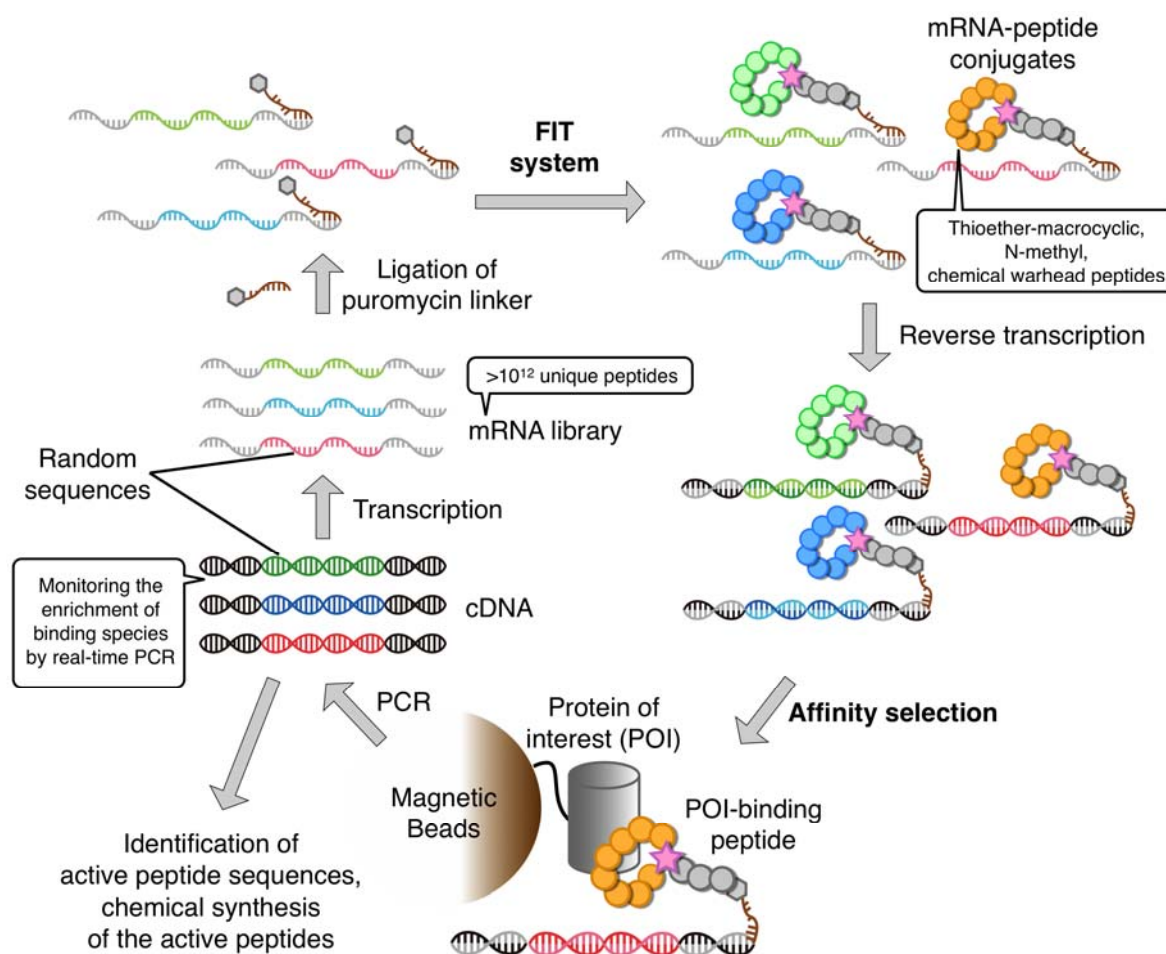 mRNA-peptide
conjugates
FIT
system
Thioether-macrocyclic,
N-methyl,
chemical warhead peptides
Ligation of
puromycin linker
Reverse transcription
>10¹² unique peptides
mRNA library
Random
sequences
Transcription
Monitoring the
enrichment of
binding species
by real-time PCR
cDNA
PCR
Affinity selection
Protein of
interest (POI)
Magnetic
Beads
POI-binding
peptide
Identification of
active peptide sequences,
chemical synthesis
of the active peptides